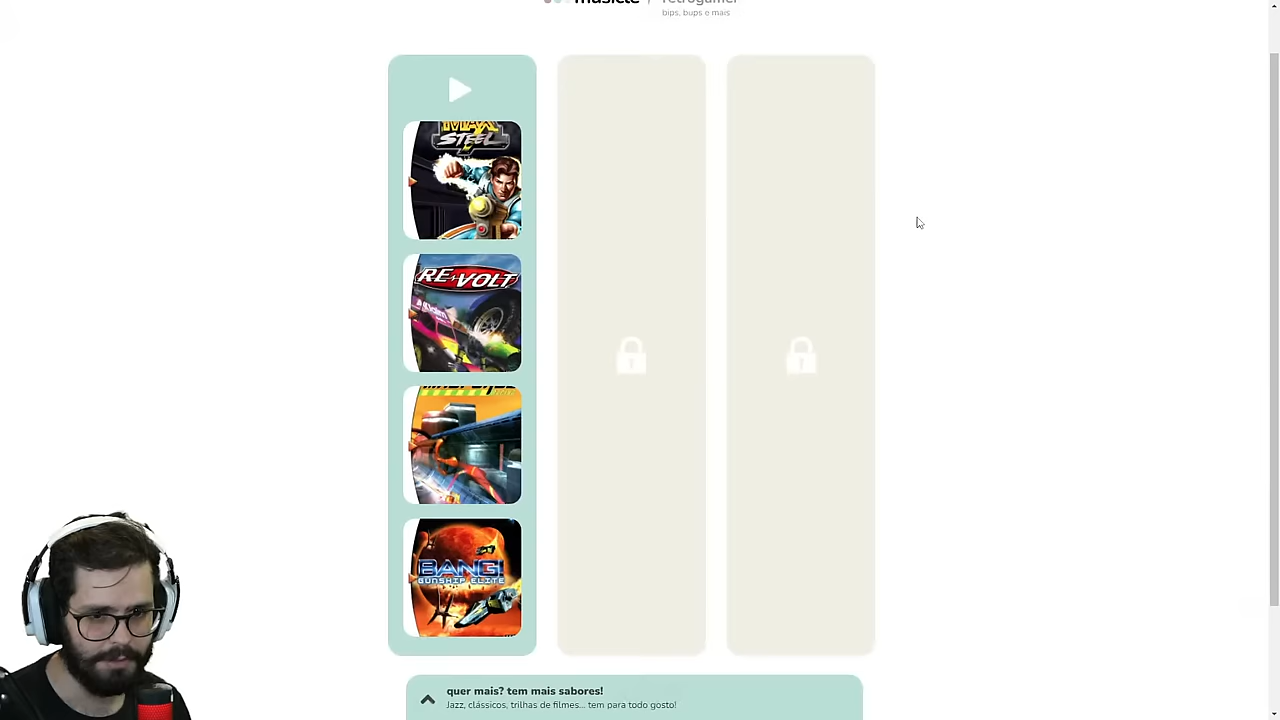 musicle / retrogamer
bips, bups e mais
MAX
STEEL
RE-VOLT
Acclaim
BANG!
GUNSHIP ELITE
quer mais? tem mais sabores!
Jazz, clássicos, trilhas de filmes... tem para todo gosto!